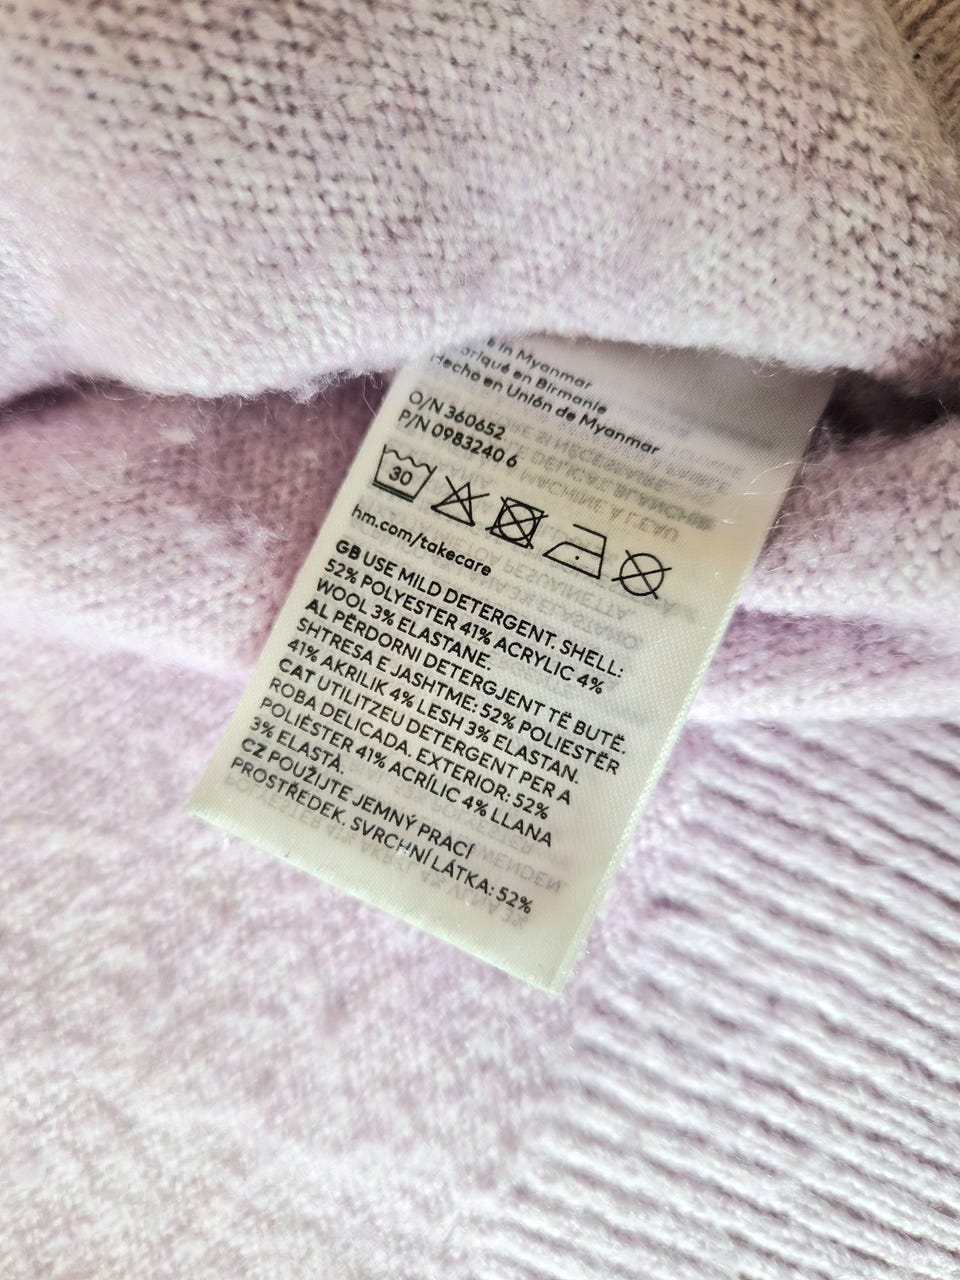 in Myanmar
en Birmanie
Hecho en Unión de Myanmar
O/N 360652
P/N 0983240 6
30
hm.com/takecare
GB USE MILD DETERGENT. SHELL:
52% POLYESTER 41% ACRYLIC 4%
WOOL 3% ELASTANE.
AL PËRDORNI DETERGJENT TË BUTË.
SHTRESA E JASHTME: 52% POLIESTËR
41% AKRILIK 4% LESH 3% ELASTAN.
CAT UTILITZEU DETERGENT PER A
ROBA DELICADA. EXTERIOR: 52%
POLIÈSTER 41% ACRÍLIC 4% LLANA
3% ELASTÀ.
CZ POUŽIJTE JEMNÝ PRACÍ
PROSTŘEDEK. SVRCHNÍ LÁTKA: 52%